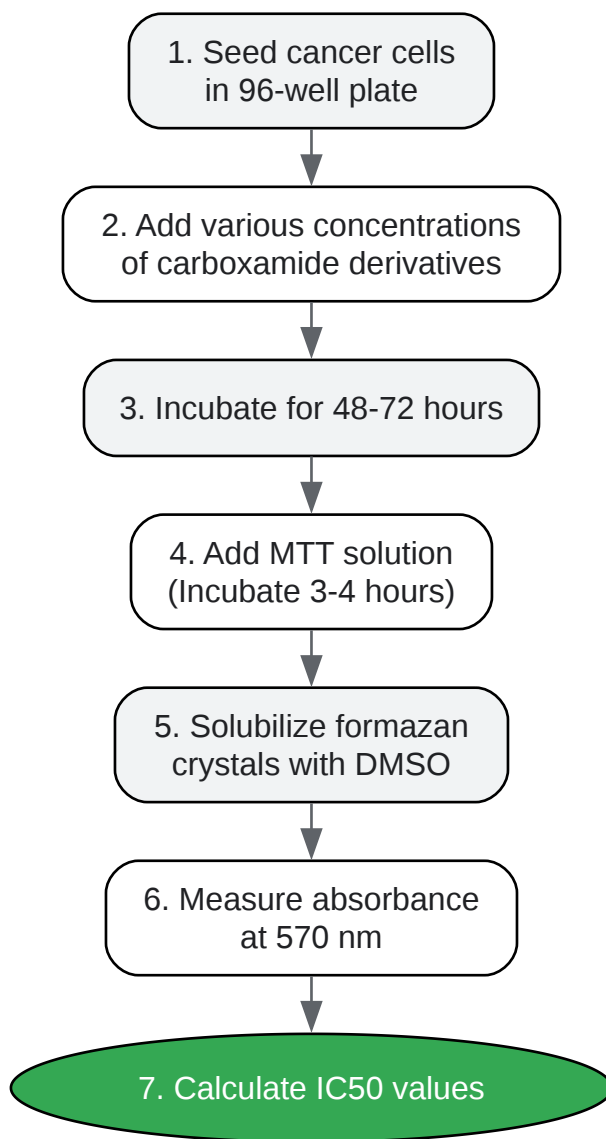 1. Seed cancer cells
in 96-well plate
2. Add various concentrations
of carboxamide derivatives
3. Incubate for 48-72 hours
4. Add MTT solution
(Incubate 3-4 hours)
5. Solubilize formazan
crystals with DMSO
6. Measure absorbance
at 570 nm
7. Calculate IC50 values